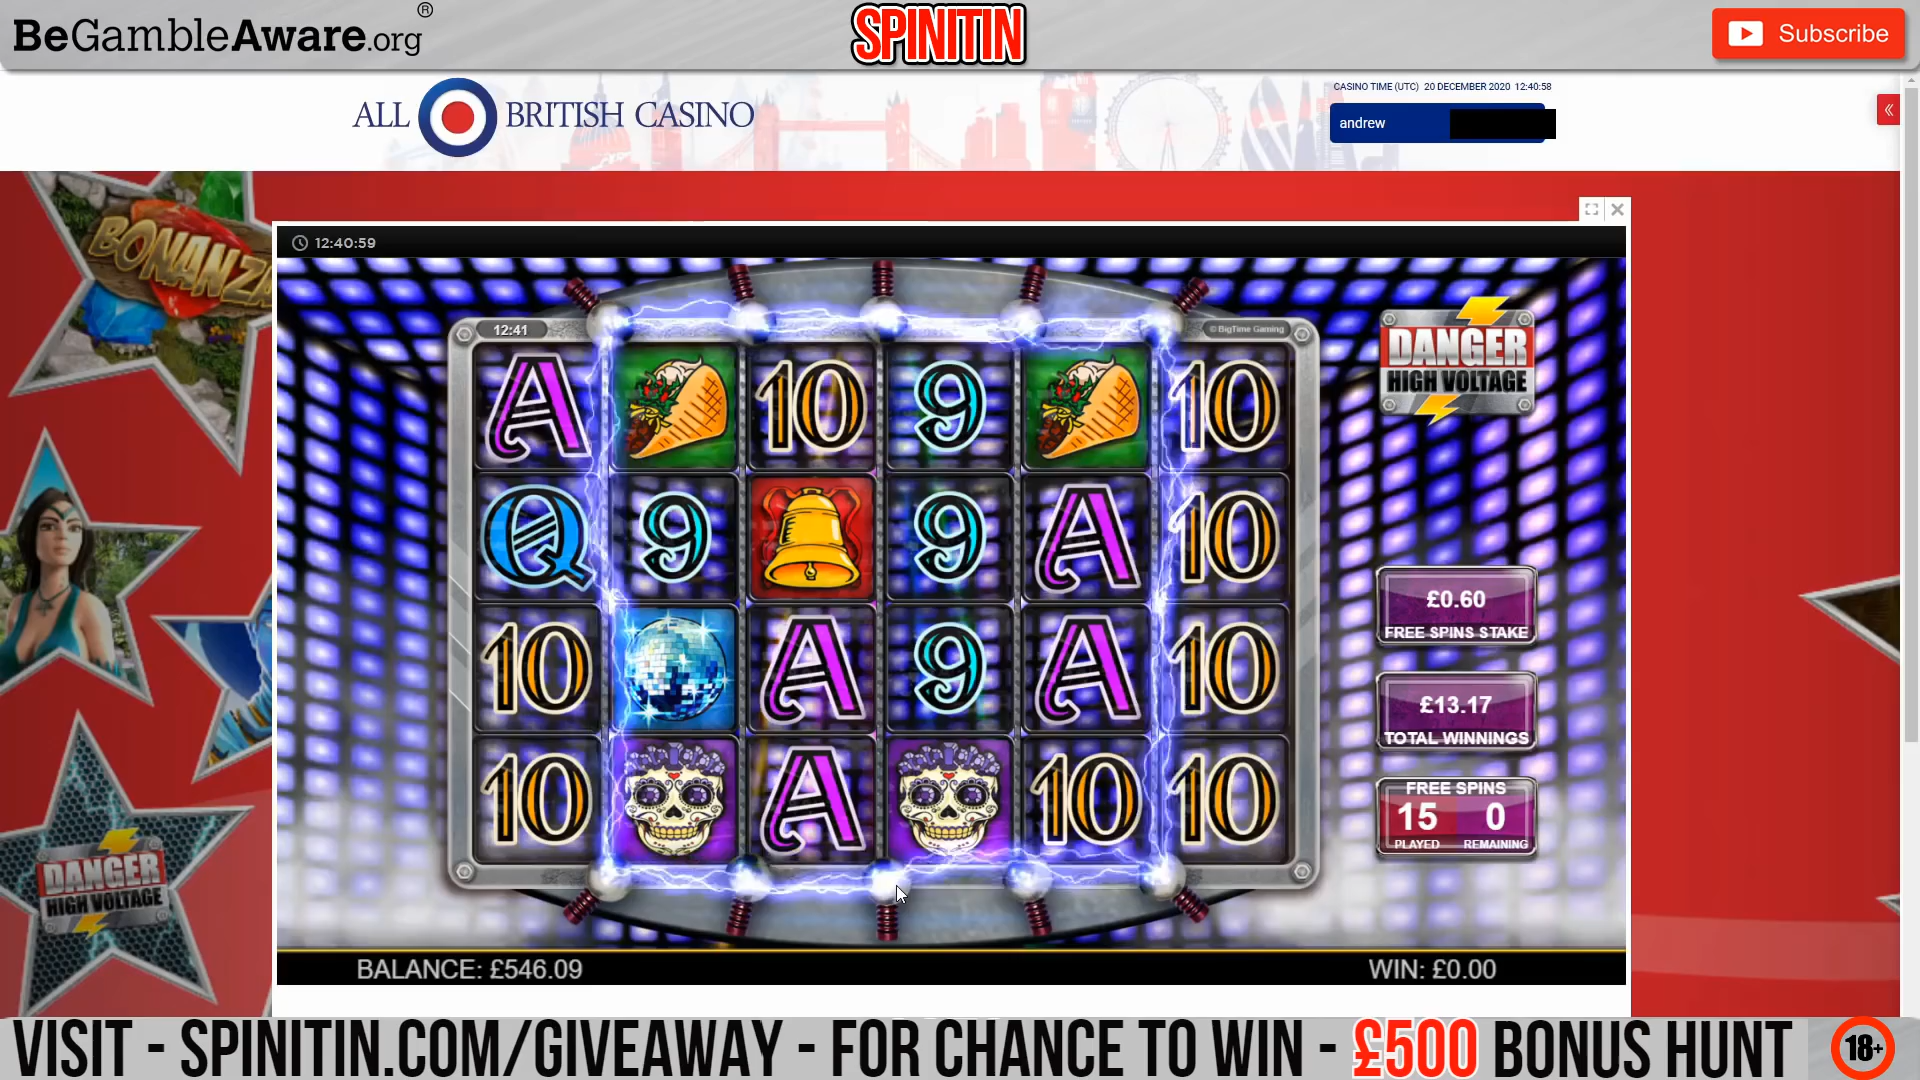 BeGambleAware.org®
SPINITIN
Subscribe
ALL BRITISH CASINO
CASINO TIME (UTC) 20 DECEMBER 2020 12:40:58
andrew
BONANZA
12:40:59
12:41
© BigTime Gaming
DANGER
HIGH VOLTAGE
A 10 9 10
Q 9 9 A 10
10 A 9 A 10
10 A 10 10
£0.60
FREE SPINS STAKE
£13.17
TOTAL WINNINGS
FREE SPINS
15 0
PLAYED REMAINING
DANGER
HIGH VOLTAGE
BALANCE: £546.09
WIN: £0.00
VISIT - SPINITIN.COM/GIVEAWAY - FOR CHANCE TO WIN - £500 BONUS HUNT
18+